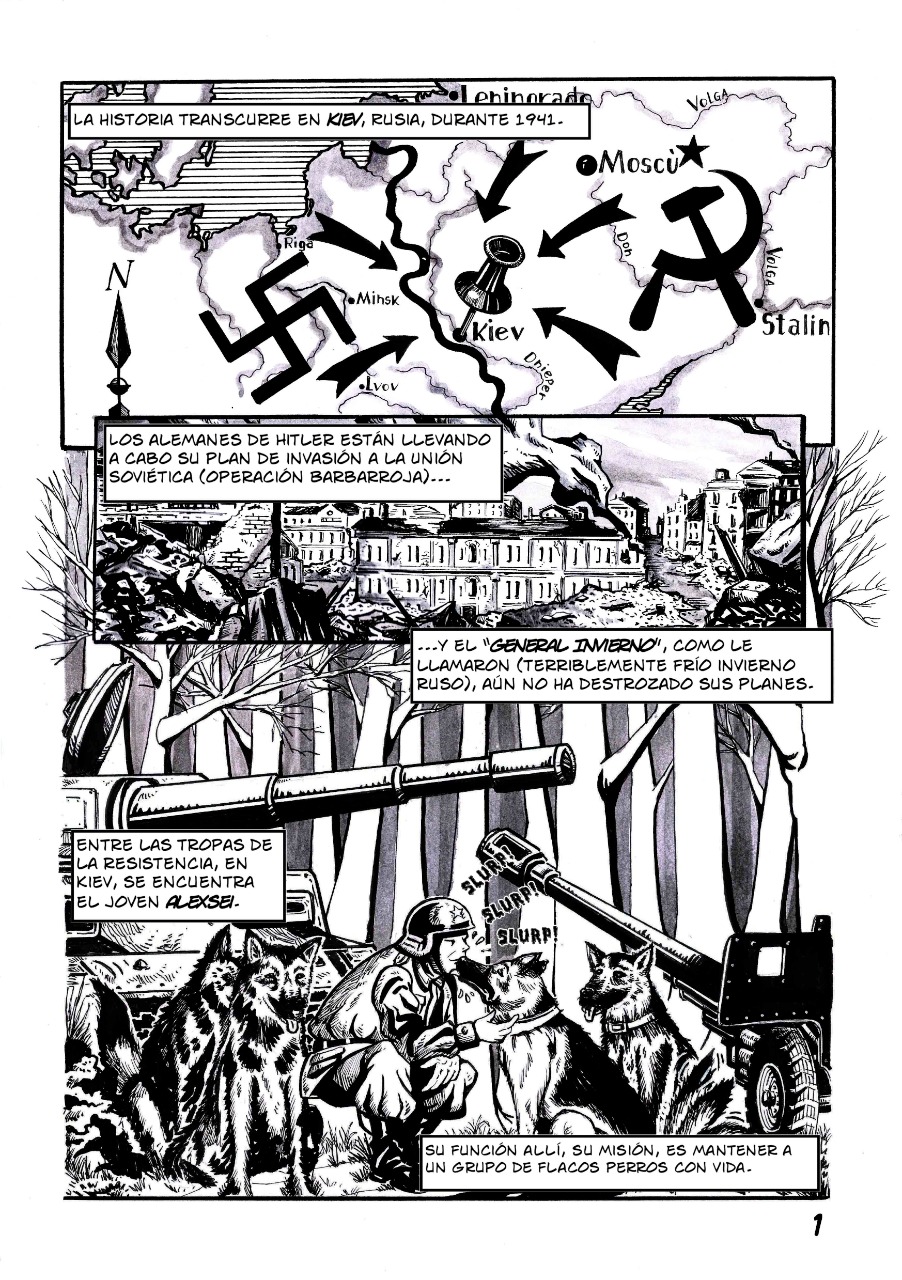 Leningrado
VOLGA
LA HISTORIA TRANSCURRE EN KIEV, RUSIA, DURANTE 1941.
Moscù
Don
VOLGA
Riga
N
Minsk
Kiev
Stalin
Dnieper
Lvov
LOS ALEMANES DE HITLER ESTÁN LLEVANDO
A CABO SU PLAN DE INVASIÓN A LA UNIÓN
SOVIÉTICA (OPERACIÓN BARBARROJA)...
...Y EL "GENERAL INVIERNO", COMO LE
LLAMARON (TERRIBLEMENTE FRÍO INVIERNO
RUSO), AÚN NO HA DESTROZADO SUS PLANES.
ENTRE LAS TROPAS DE
LA RESISTENCIA, EN
KIEV, SE ENCUENTRA
EL JOVEN ALEXSEI.
SLURP!
SLURP!
SLURP!
SU FUNCIÓN ALLÍ, SU MISIÓN, ES MANTENER A
UN GRUPO DE FLACOS PERROS CON VIDA.
1